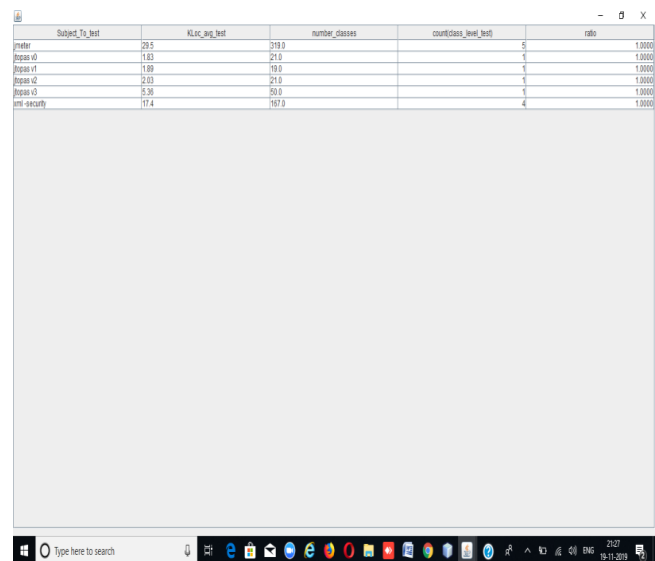 Subject_To_test KLoc_avg_test number_classes count(class_level_test) ratio
jmeter 29.5 319.0 5 1.0000
jtopas v0 1.83 21.0 1 1.0000
jtopas v1 1.89 19.0 1 1.0000
jtopas v2 2.03 21.0 1 1.0000
jtopas v3 5.36 50.0 1 1.0000
xml-security 17.4 167.0 4 1.0000
Type here to search ENG 21:27
19-11-2019